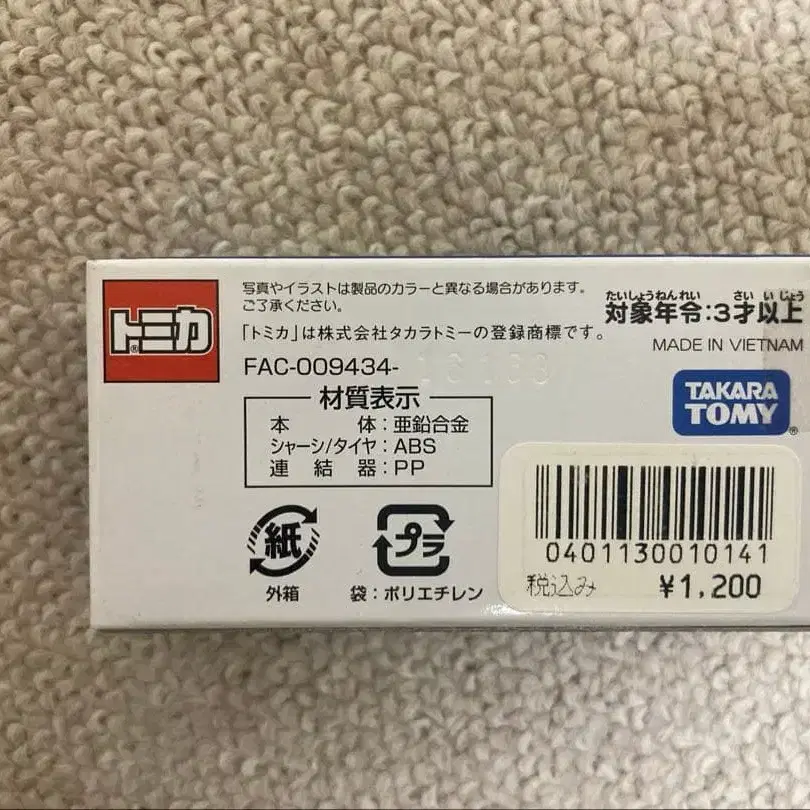 トミカ®
写真やイラストは製品のカラーと異なる場合があります。
ご了承ください。
「トミカ」は株式会社タカラトミーの登録商標です。
FAC-009434-
たいしょうねんれい さい いじょう
対象年令:3才以上
MADE IN VIETNAM
材質表示
本 体:亜鉛合金
シャーシ/タイヤ:ABS
連結器:PP
TAKARA
TOMY®
紙
外箱
プラ
袋:ポリエチレン
0401130010141
税込み ¥1,200